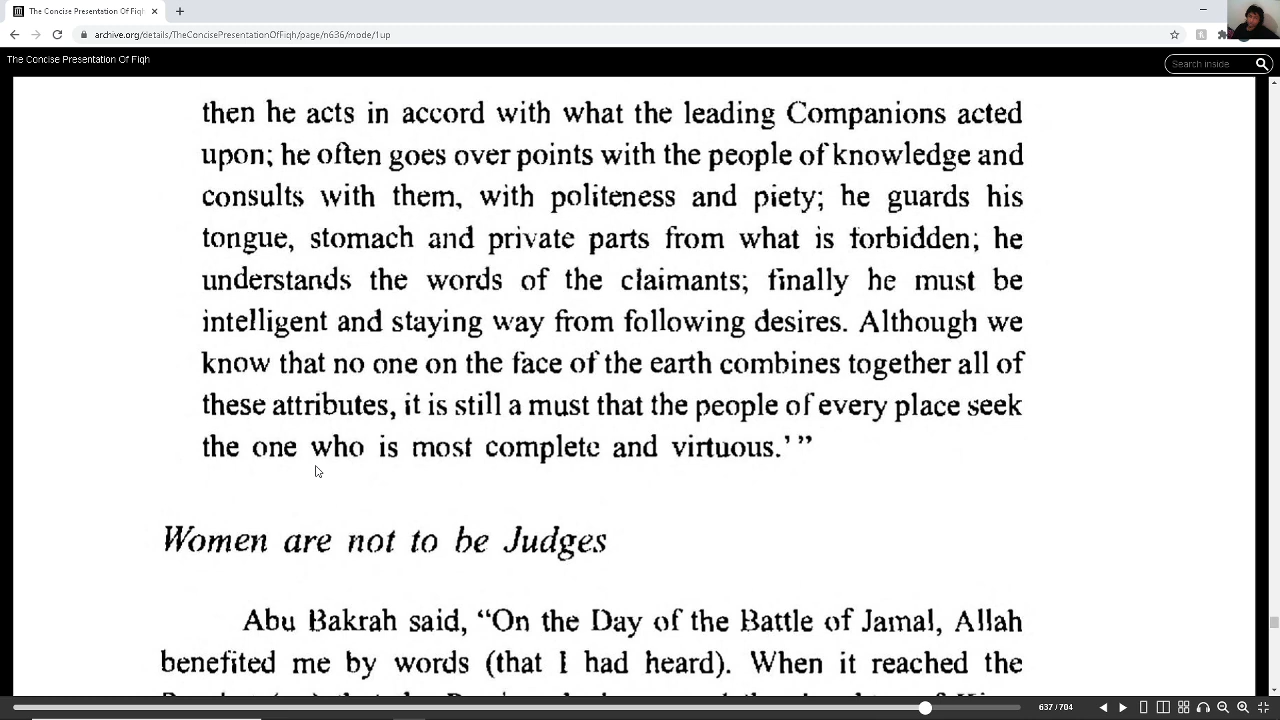 The Concise Presentation Of Fiqh
archive.org/details/TheConcisePresentationOfFiqh/page/n636/mode/1up
The Concise Presentation Of Fiqh
Search inside
then he acts in accord with what the leading Companions acted
upon; he often goes over points with the people of knowledge and
consults with them, with politeness and piety; he guards his
tongue, stomach and private parts from what is forbidden; he
understands the words of the claimants; finally he must be
intelligent and staying way from following desires. Although we
know that no one on the face of the earth combines together all of
these attributes, it is still a must that the people of every place seek
the one who is most complete and virtuous.' ”
Women are not to be Judges
Abu Bakrah said, “On the Day of the Battle of Jamal, Allah
benefited me by words (that I had heard). When it reached the
637 / 704